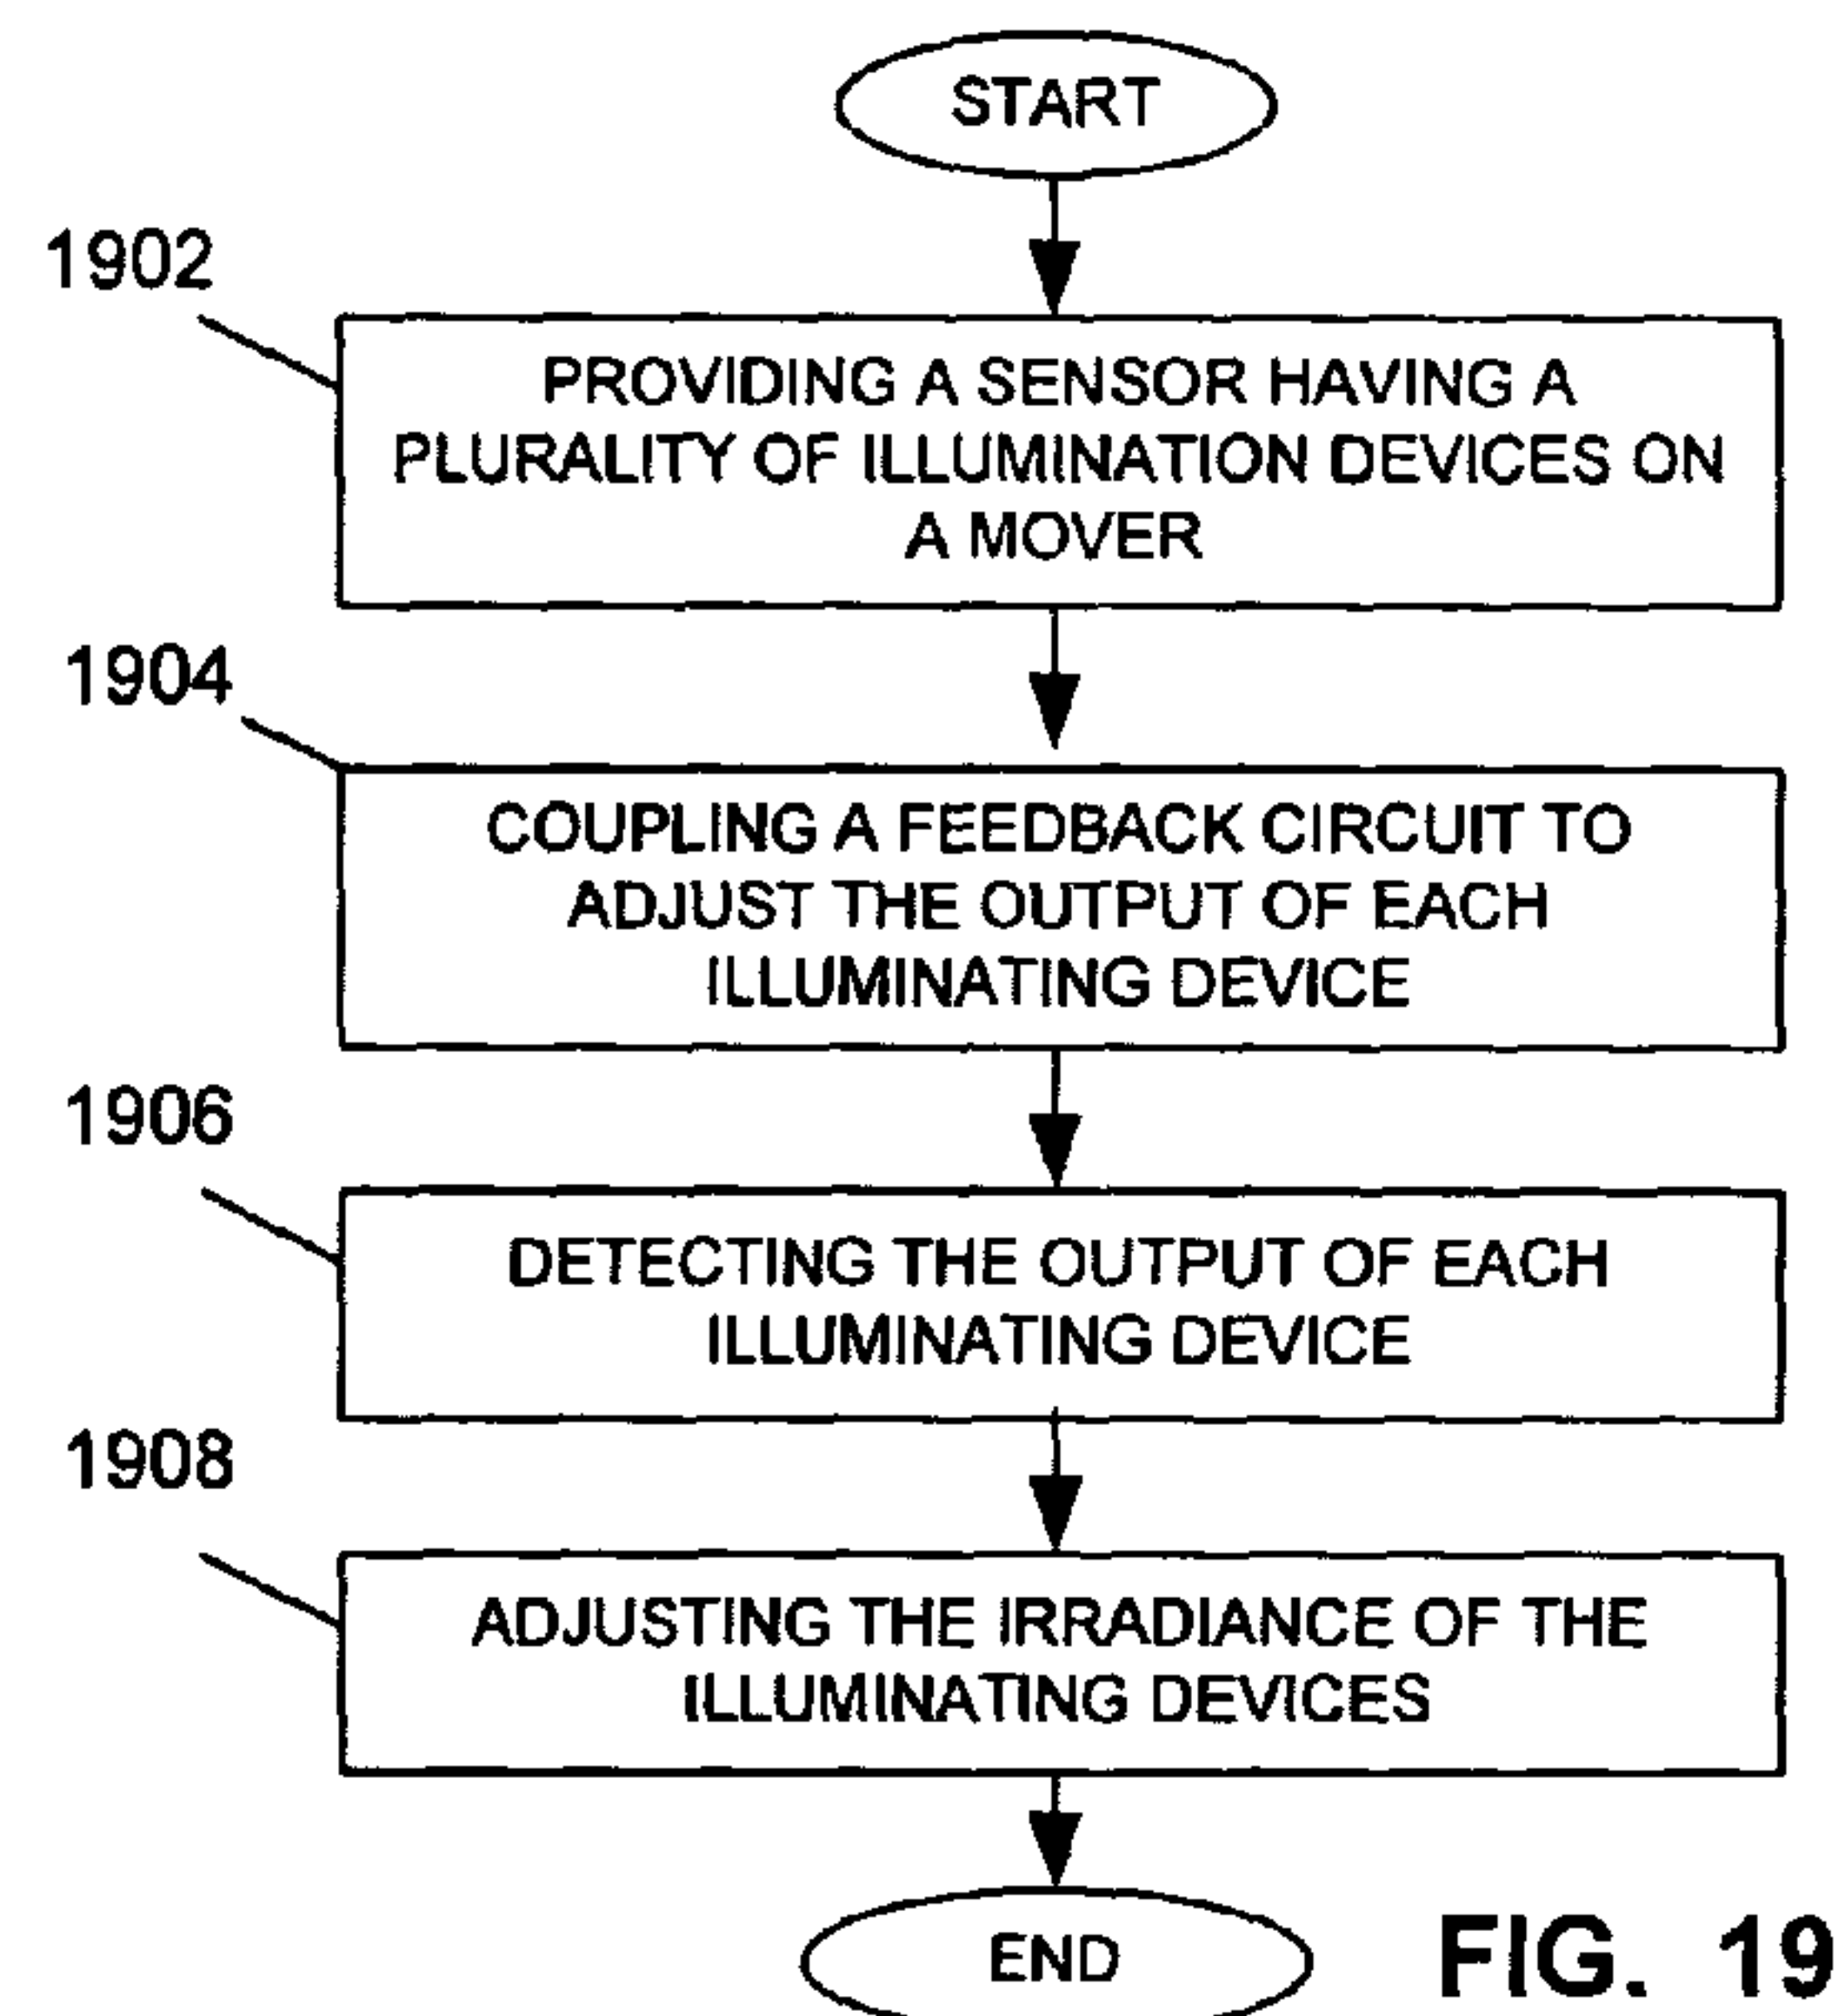 START
1902
PROVIDING A SENSOR HAVING A
PLURALITY OF ILLUMINATION DEVICES ON
A MOVER
1904
COUPLING A FEEDBACK CIRCUIT TO
ADJUST THE OUTPUT OF EACH
ILLUMINATING DEVICE
1906
DETECTING THE OUTPUT OF EACH
ILLUMINATING DEVICE
1908
ADJUSTING THE IRRADIANCE OF THE
ILLUMINATING DEVICES
END
FIG. 19